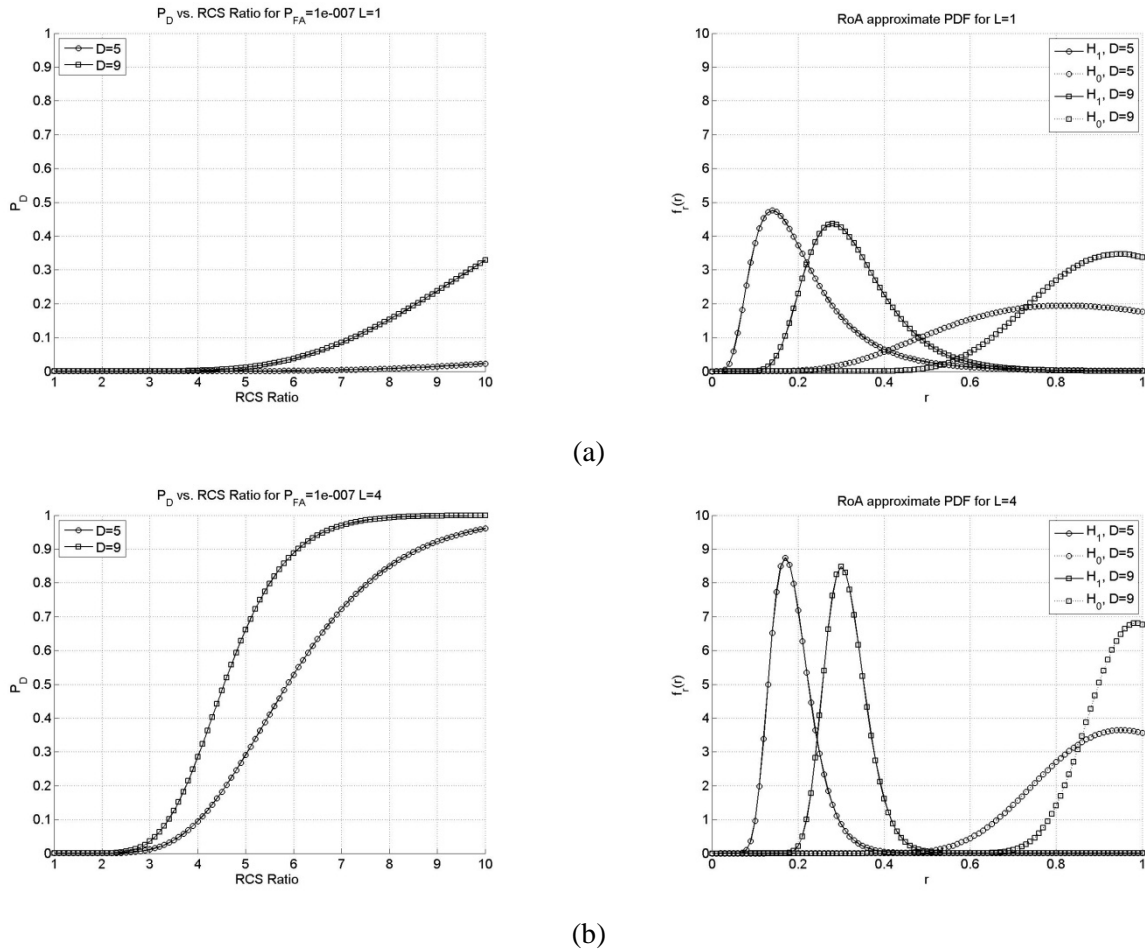 P_D vs. RCS Ratio for P_FA=1e-007 L=1
1
0.9
0.8
0.7
0.6
0.5
0.4
0.3
0.2
0.1
0
D=5
D=9
P_D
1 2 3 4 5 6 7 8 9 10
RCS Ratio
RoA approximate PDF for L=1
10
9
8
7
6
5
4
3
2
1
0
H_1, D=5
H_0, D=5
H_1, D=9
H_0, D=9
f_r(r)
0 0.2 0.4 0.6 0.8 1
r
(a)
P_D vs. RCS Ratio for P_FA=1e-007 L=4
1
0.9
0.8
0.7
0.6
0.5
0.4
0.3
0.2
0.1
0
D=5
D=9
P_D
1 2 3 4 5 6 7 8 9 10
RCS Ratio
RoA approximate PDF for L=4
10
9
8
7
6
5
4
3
2
1
0
H_1, D=5
H_0, D=5
H_1, D=9
H_0, D=9
f_r(r)
0 0.2 0.4 0.6 0.8 1
r
(b)